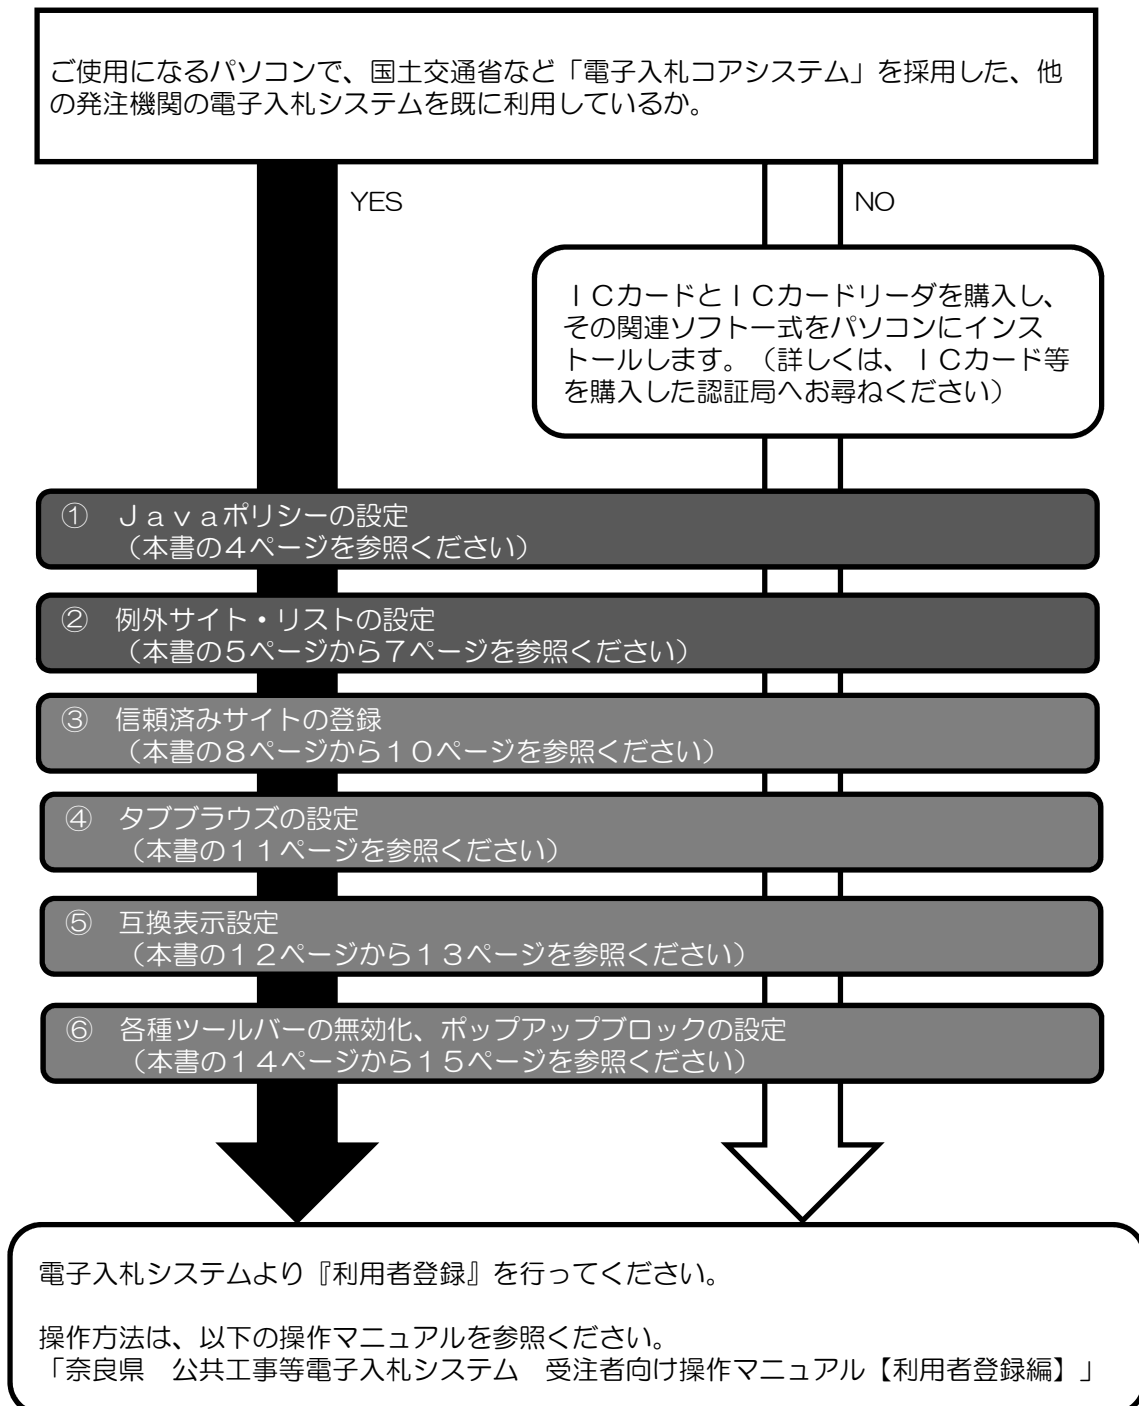 ご使用になるパソコンで、国土交通省など「電子入札コアシステム」を採用した、他
の発注機関の電子入札システムを既に利用しているか。
YES
NO
ＩＣカードとＩＣカードリーダを購入し、
その関連ソフト一式をパソコンにインス
トールします。（詳しくは、ＩＣカード等
を購入した認証局へお尋ねください）
①　Ｊａｖａポリシーの設定
（本書の４ページを参照ください）
②　例外サイト・リストの設定
（本書の５ページから７ページを参照ください）
③　信頼済みサイトの登録
（本書の８ページから１０ページを参照ください）
④　タブブラウズの設定
（本書の１１ページを参照ください）
⑤　互換表示設定
（本書の１２ページから１３ページを参照ください）
⑥　各種ツールバーの無効化、ポップアップブロックの設定
（本書の１４ページから１５ページを参照ください）
電子入札システムより『利用者登録』を行ってください。
操作方法は、以下の操作マニュアルを参照ください。
「奈良県　公共工事等電子入札システム　受注者向け操作マニュアル【利用者登録編】」